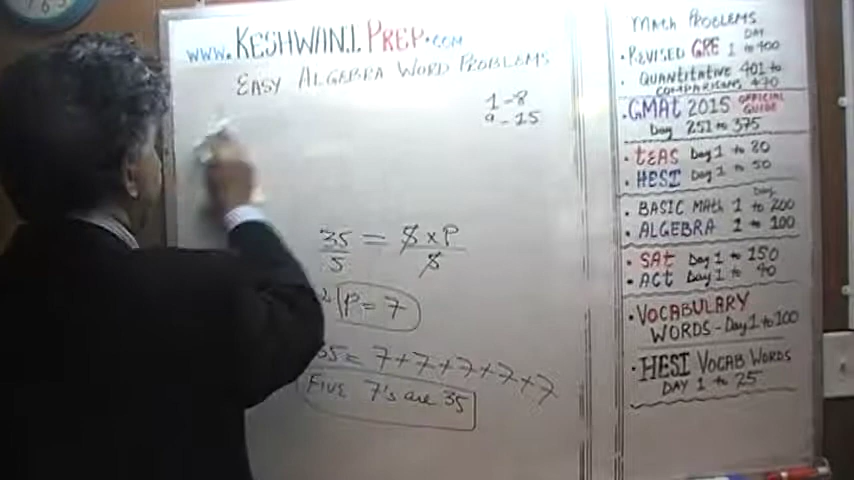 www.KESHWANI PREP.com
EASY ALGEBRA WORD PROBLEMS
1-8
9-15
35/5 = 5 x P/5
P = 7
35 = 7+7+7+7+7
FIVE 7's are 35
MATH PROBLEMS
• REVISED GRE DAY 1 to 400
• QUANTITATIVE 401 to
COMPARISONS
• GMAT 2015 OFFICIAL GUIDE
Day 251 to 375
• TEAS Day 1 to 80
• HESI Day 1 to 50
Day
• BASIC MATH 1 to 200
• ALGEBRA 1 to 100
• SAT Day 1 to 150
• ACT Day 1 to 40
• VOCABULARY
WORDS - Day 1 to 100
• HESI VOCAB WORDS
DAY 1 to 25